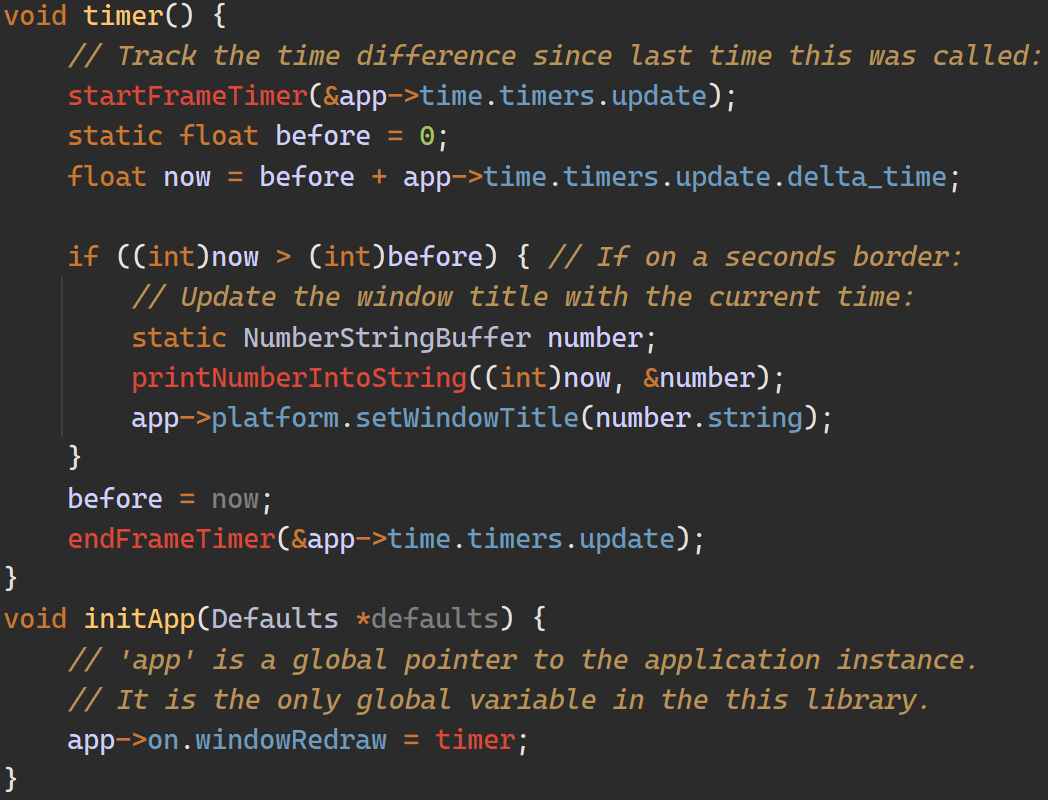 void timer() {
    // Track the time difference since last time this was called:
    startFrameTimer(&app->time.timers.update);
    static float before = 0;
    float now = before + app->time.timers.update.delta_time;

    if ((int)now > (int)before) { // If on a seconds border:
        // Update the window title with the current time:
        static NumberStringBuffer number;
        printNumberIntoString((int)now, &number);
        app->platform.setWindowTitle(number.string);
    }
    before = now;
    endFrameTimer(&app->time.timers.update);
}
void initApp(Defaults *defaults) {
    // 'app' is a global pointer to the application instance.
    // It is the only global variable in the this library.
    app->on.windowRedraw = timer;
}